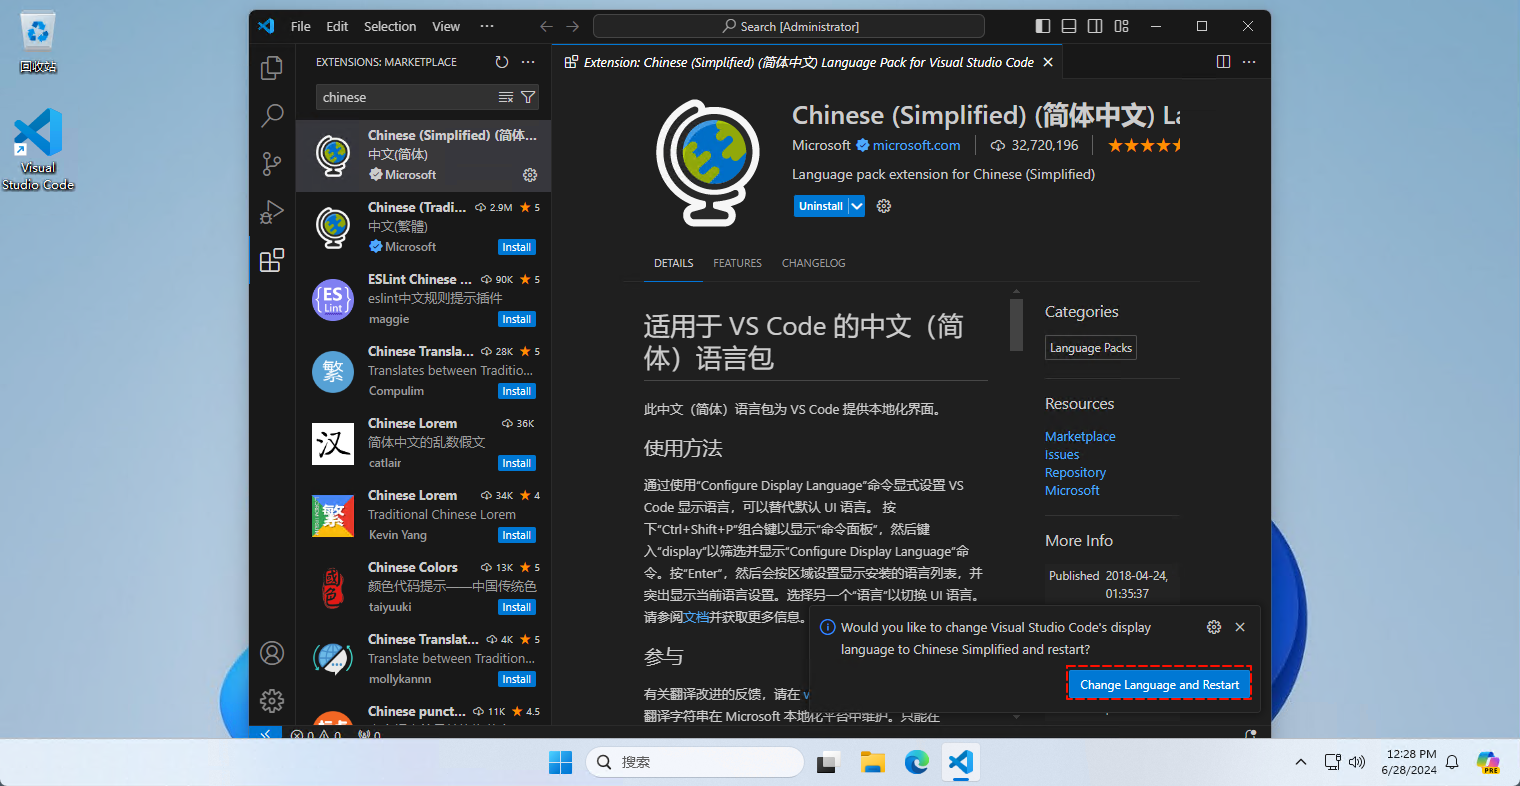 回收站
Visual
Studio Code
File Edit Selection View ···
Search [Administrator]
EXTENSIONS: MARKETPLACE
chinese
Chinese (Simplified) (简体...
中文(简体)
Microsoft
Chinese (Tradi... 2.9M ★ 5
中文(繁體)
Microsoft Install
ESLint Chinese ... 90K ★ 5
eslint中文规则提示插件
maggie Install
ES
Lint
Chinese Transla... 28K ★ 5
Translates between Traditio...
Compulim Install
繁
Chinese Lorem 36K
简体中文的乱数假文
catlair Install
汉
Chinese Lorem 34K ★ 4
Traditional Chinese Lorem
Kevin Yang Install
繁
Chinese Colors 13K ★ 5
颜色代码提示——中国传统色
taiyuuki Install
國色
Chinese Translat... 4K ★ 5
Translate between Tradition...
mollykannn Install
Chinese punct... 11K ★ 4.5
Extension: Chinese (Simplified) (简体中文) Language Pack for Visual Studio Code
Chinese (Simplified) (简体中文) La
Microsoft microsoft.com 32,720,196 ★★★★★
Language pack extension for Chinese (Simplified)
Uninstall
DETAILS FEATURES CHANGELOG
适用于 VS Code 的中文（简
体）语言包
此中文（简体）语言包为 VS Code 提供本地化界面。
使用方法
通过使用“Configure Display Language”命令显式设置 VS
Code 显示语言，可以替代默认 UI 语言。 按
下“Ctrl+Shift+P”组合键以显示“命令面板”，然后键
入“display”以筛选并显示“Configure Display Language”命
令。按“Enter”，然后会按区域设置显示安装的语言列表，并
突出显示当前语言设置。选择另一个“语言”以切换 UI 语言。
请参阅文档并获取更多信息。
参与
有关翻译改进的反馈，请在 v
翻译字符串在 Microsoft 本地化平台中维护。只能在
Categories
Language Packs
Resources
Marketplace
Issues
Repository
Microsoft
More Info
Published 2018-04-24,
01:35:37
Would you like to change Visual Studio Code's display
language to Chinese Simplified and restart?
Change Language and Restart
0 0 0
搜索
12:28 PM
6/28/2024
PRE